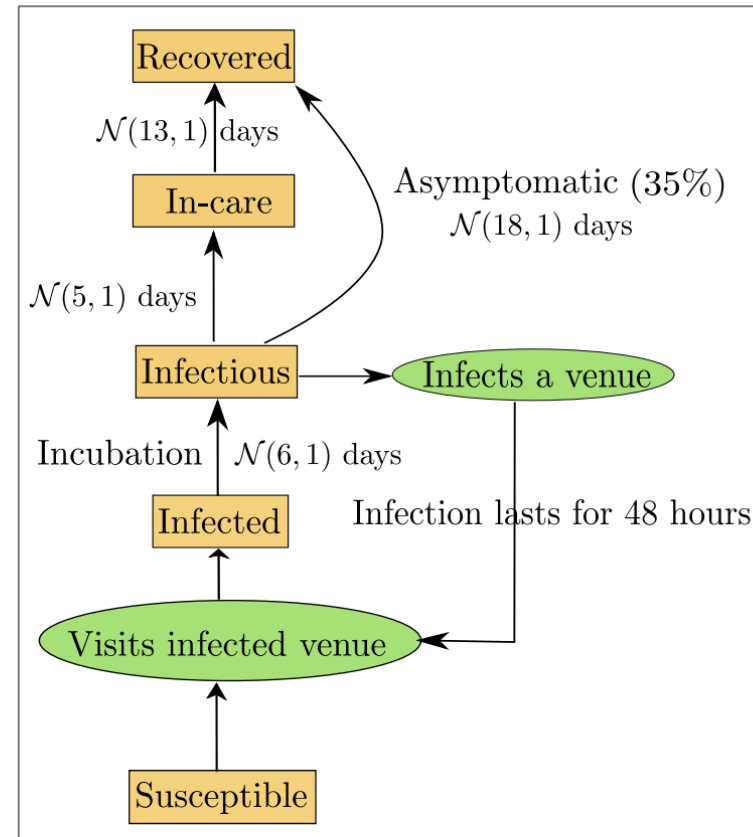 Recovered
𝒩(13, 1) days
Asymptomatic (35%)
𝒩(18, 1) days
In-care
𝒩(5, 1) days
Infectious
Infects a venue
Incubation
𝒩(6, 1) days
Infected
Infection lasts for 48 hours
Visits infected venue
Susceptible